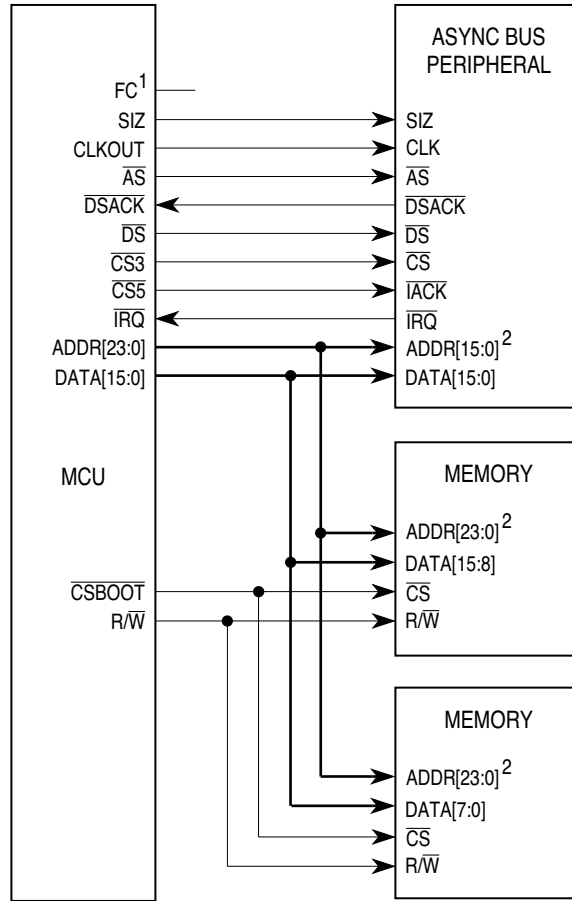 FC1
SIZ
CLKOUT
AS
DSACK
DS
CS3
CS5
IRQ
ADDR[23:0]
DATA[15:0]
MCU
CSBOOT
R/W
ASYNC BUS
PERIPHERAL
SIZ
CLK
AS
DSACK
DS
CS
IACK
IRQ
ADDR[15:0]2
DATA[15:0]
MEMORY
ADDR[23:0]2
DATA[15:8]
CS
R/W
MEMORY
ADDR[23:0]2
DATA[7:0]
CS
R/W